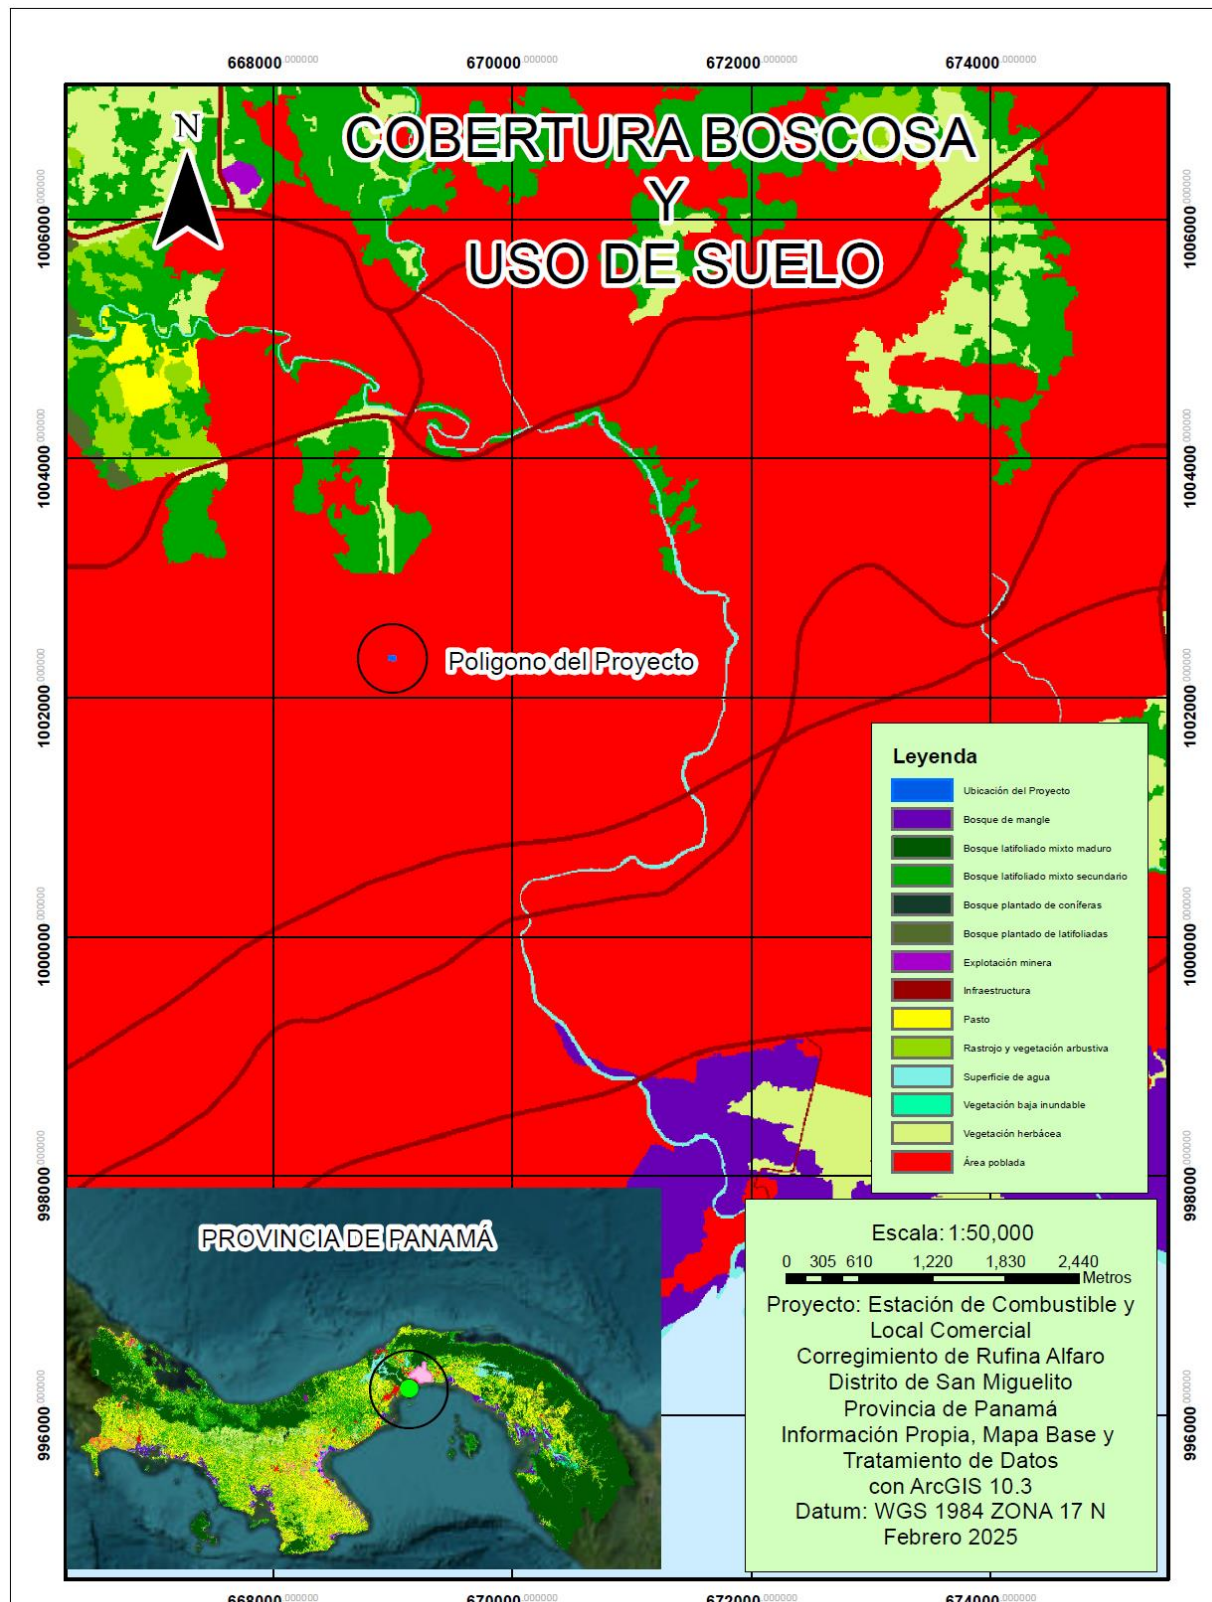 668000.000000 670000.000000 672000.000000 674000.000000
N
COBERTURA BOSCOSA
Y
USO DE SUELO
1006000.000000 1006000.000000
1004000.000000 1004000.000000
Poligono del Proyecto
1002000.000000 1002000.000000
Leyenda
Ubicación del Proyecto
Bosque de mangle
Bosque latifoliado mixto maduro
Bosque latifoliado mixto secundario
Bosque plantado de coníferas
Bosque plantado de latifoliadas
Explotación minera
Infraestructura
Pasto
Rastrojo y vegetación arbustiva
Superficie de agua
Vegetación baja inundable
Vegetación herbácea
Área poblada
1000000.000000 1000000.000000
998000.000000 998000.000000
PROVINCIA DE PANAMÁ
Escala: 1:50,000
0 305 610 1,220 1,830 2,440
Metros
Proyecto: Estación de Combustible y
Local Comercial
Corregimiento de Rufina Alfaro
Distrito de San Miguelito
Provincia de Panamá
Información Propia, Mapa Base y
Tratamiento de Datos
con ArcGIS 10.3
Datum: WGS 1984 ZONA 17 N
Febrero 2025
996000.000000 996000.000000
668000.000000 670000.000000 672000.000000 674000.000000